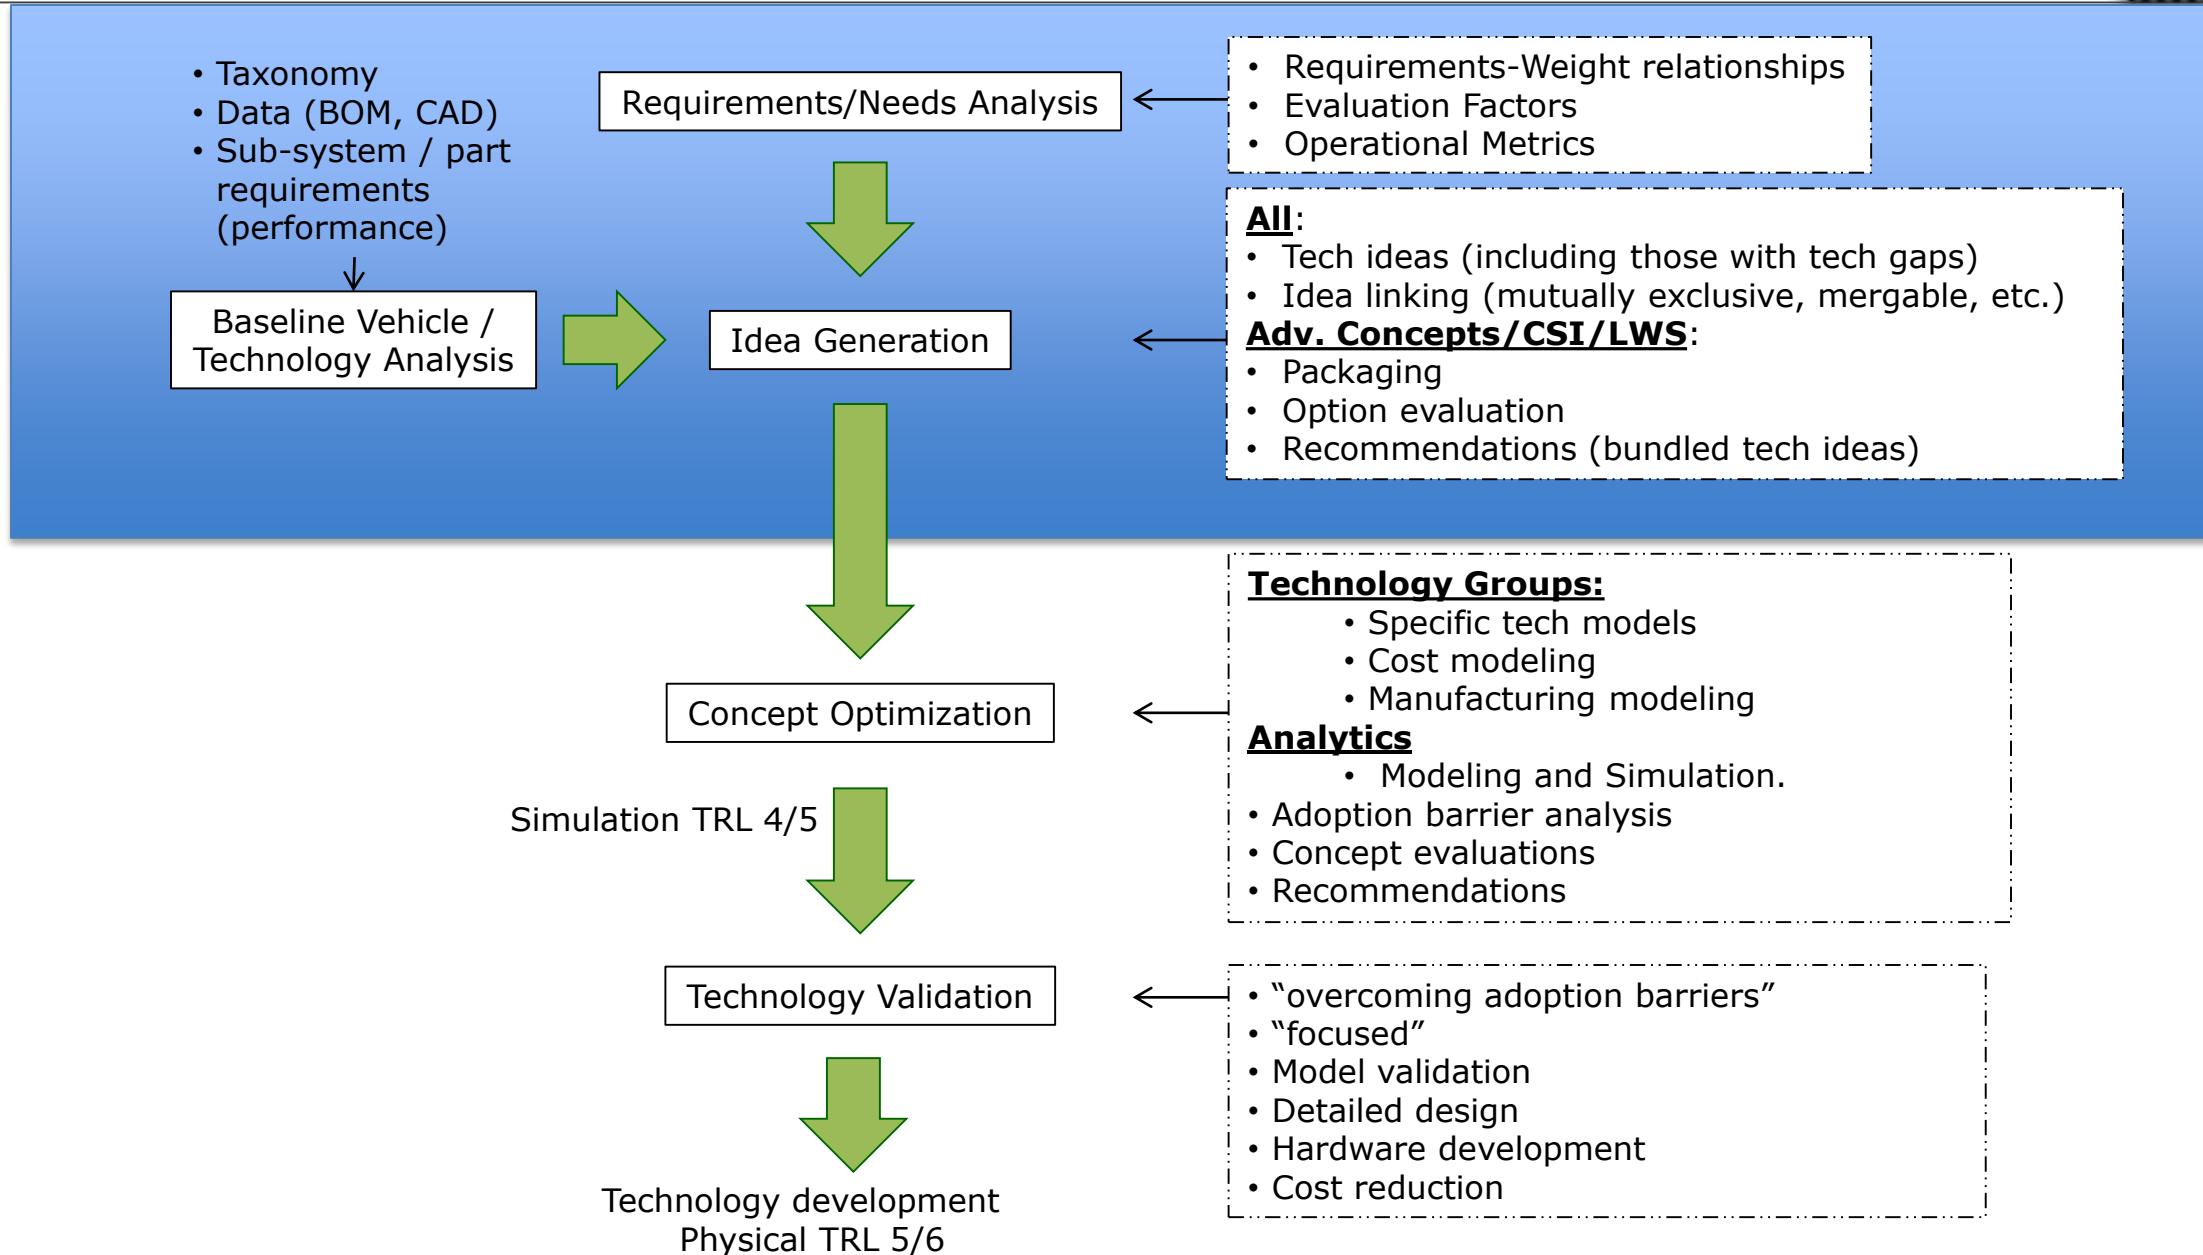 • Taxonomy
• Data (BOM, CAD)
• Sub-system / part
requirements
(performance)
Requirements/Needs Analysis
• Requirements-Weight relationships
• Evaluation Factors
• Operational Metrics
Baseline Vehicle /
Technology Analysis
Idea Generation
All:
• Tech ideas (including those with tech gaps)
• Idea linking (mutually exclusive, mergable, etc.)
Adv. Concepts/CSI/LWS:
• Packaging
• Option evaluation
• Recommendations (bundled tech ideas)
Concept Optimization
Technology Groups:
• Specific tech models
• Cost modeling
• Manufacturing modeling
Analytics
• Modeling and Simulation.
• Adoption barrier analysis
• Concept evaluations
• Recommendations
Simulation TRL 4/5
Technology Validation
• “overcoming adoption barriers”
• “focused”
• Model validation
• Detailed design
• Hardware development
• Cost reduction
Technology development
Physical TRL 5/6